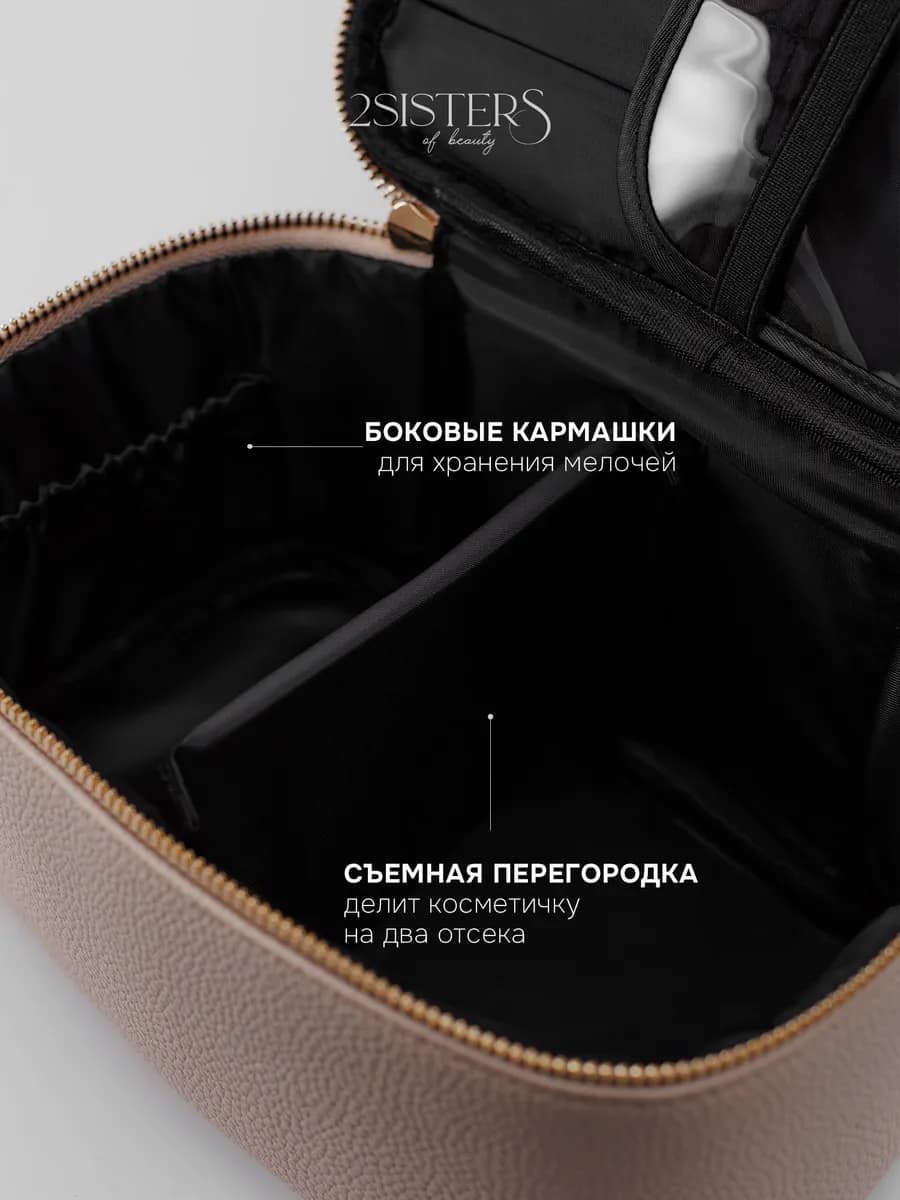 2SISTERS
of beauty
БОКОВЫЕ КАРМАШКИ
для хранения мелочей
СЪЕМНАЯ ПЕРЕГОРОДКА
делит косметичку
на два отсека